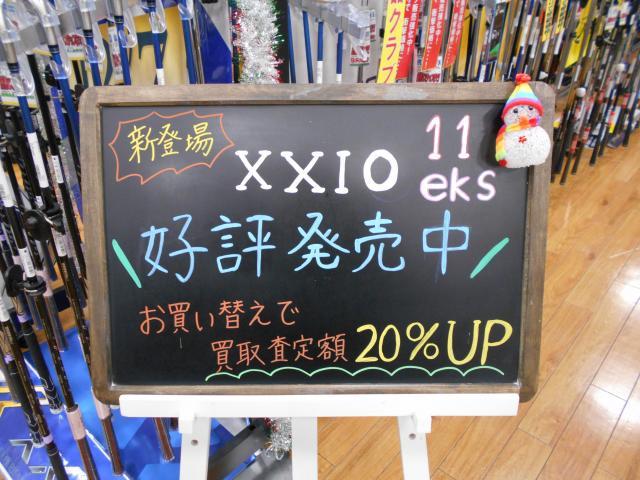 新登場
XXIO
11
eks
好評発売中
お買い替えで
買取査定額 20%UP